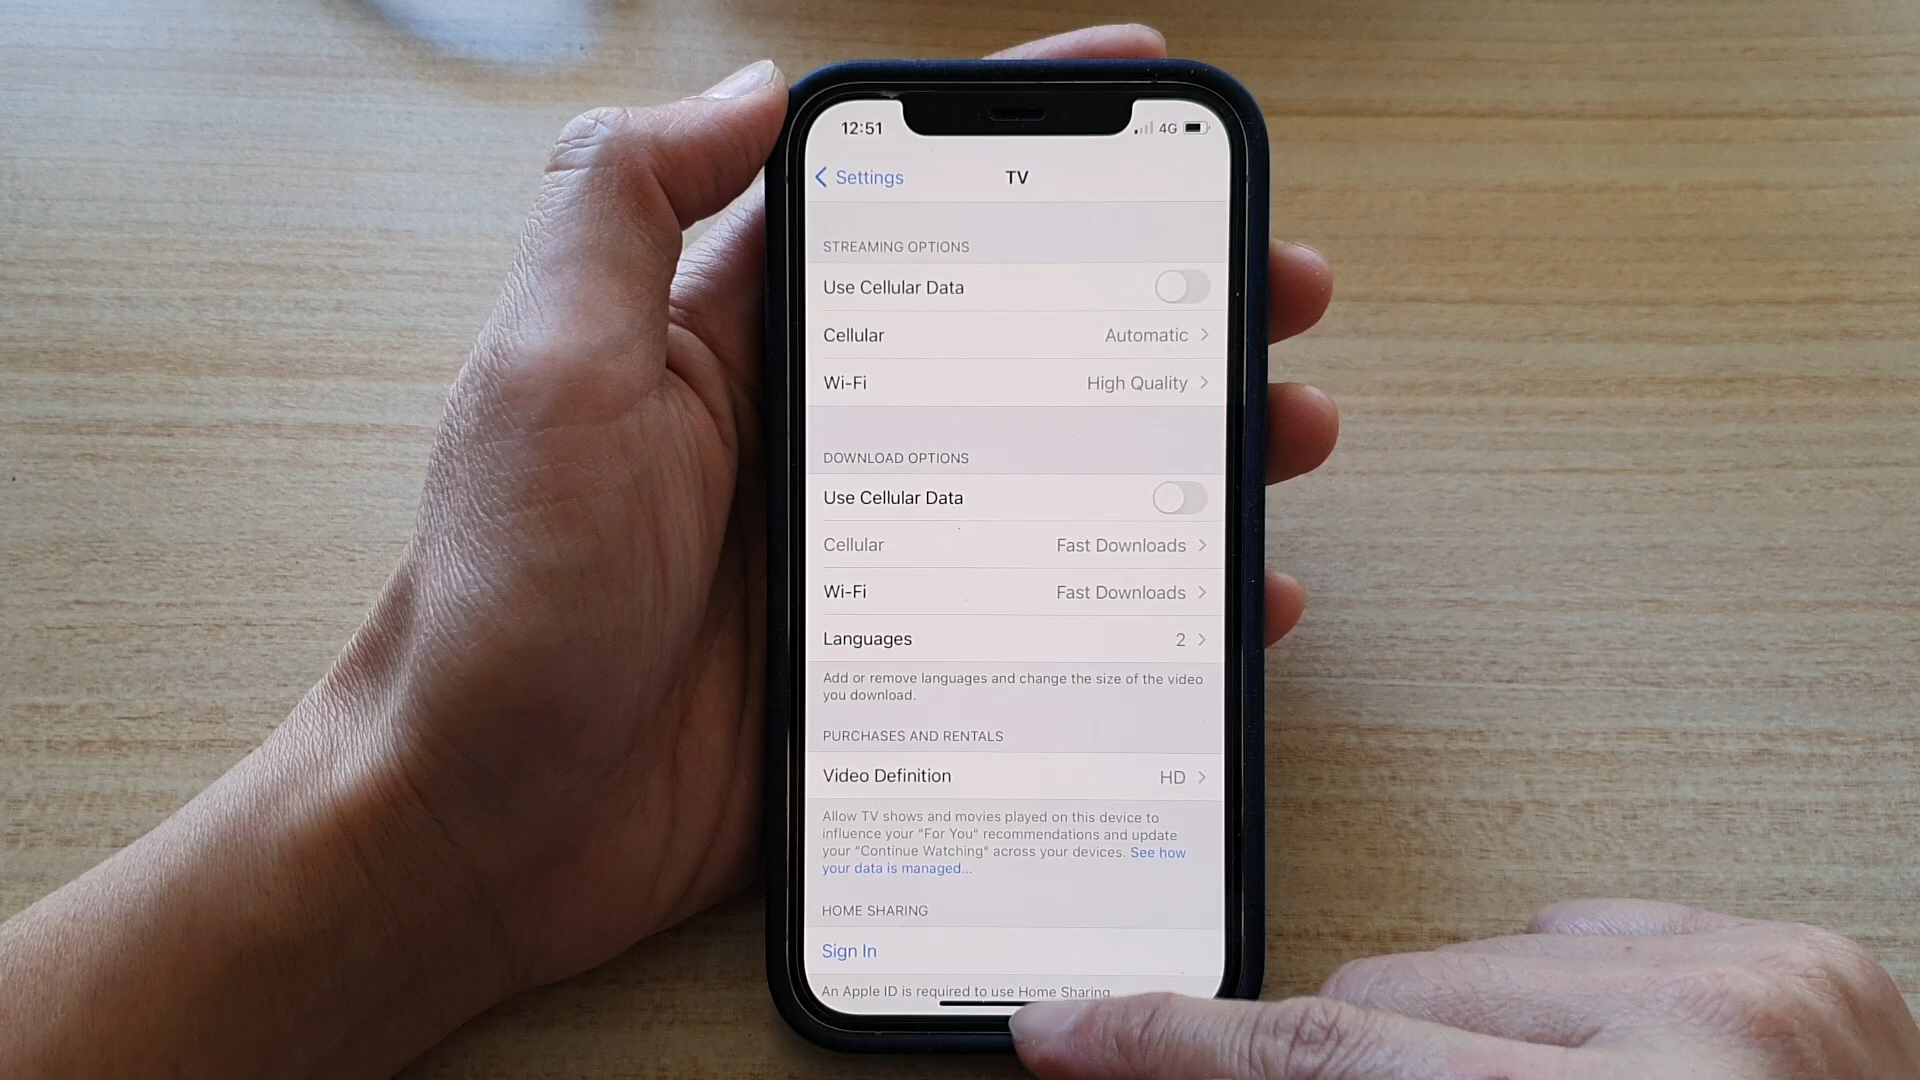 12:51
4G
Settings
TV
STREAMING OPTIONS
Use Cellular Data
Cellular Automatic
Wi-Fi High Quality
DOWNLOAD OPTIONS
Use Cellular Data
Cellular Fast Downloads
Wi-Fi Fast Downloads
Languages 2
Add or remove languages and change the size of the video
you download.
PURCHASES AND RENTALS
Video Definition HD
Allow TV shows and movies played on this device to
influence your "For You" recommendations and update
your "Continue Watching" across your devices. See how
your data is managed...
HOME SHARING
Sign In
An Apple ID is required to use Home Sharing.